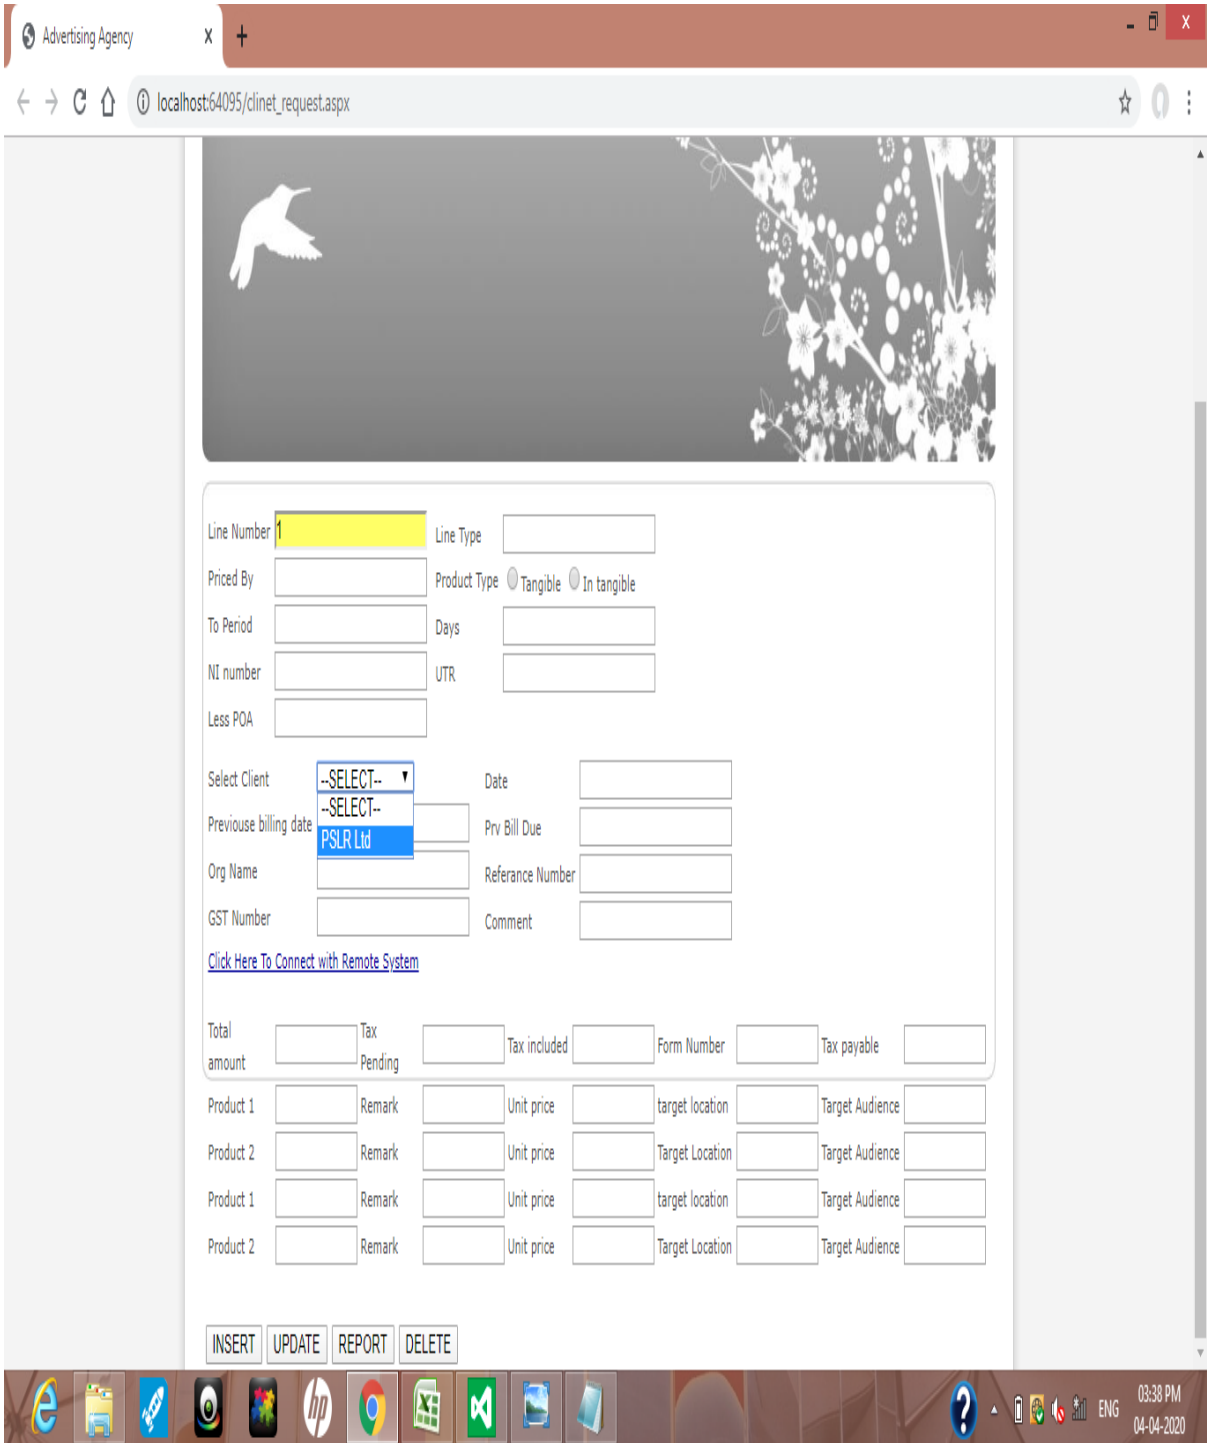 Advertising Agency
localhost:64095/clinet_request.aspx
Line Number 1 Line Type
Priced By Product Type Tangible In tangible
To Period Days
NI number UTR
Less POA
Select Client --SELECT-- Date
--SELECT--
Previouse billing date Prv Bill Due
PSLR Ltd
Org Name Referance Number
GST Number Comment
Click Here To Connect with Remote System
Total amount Tax Pending Tax included Form Number Tax payable
Product 1 Remark Unit price target location Target Audience
Product 2 Remark Unit price Target Location Target Audience
Product 1 Remark Unit price target location Target Audience
Product 2 Remark Unit price Target Location Target Audience
INSERT UPDATE REPORT DELETE
hp ENG 03:38 PM
04-04-2020